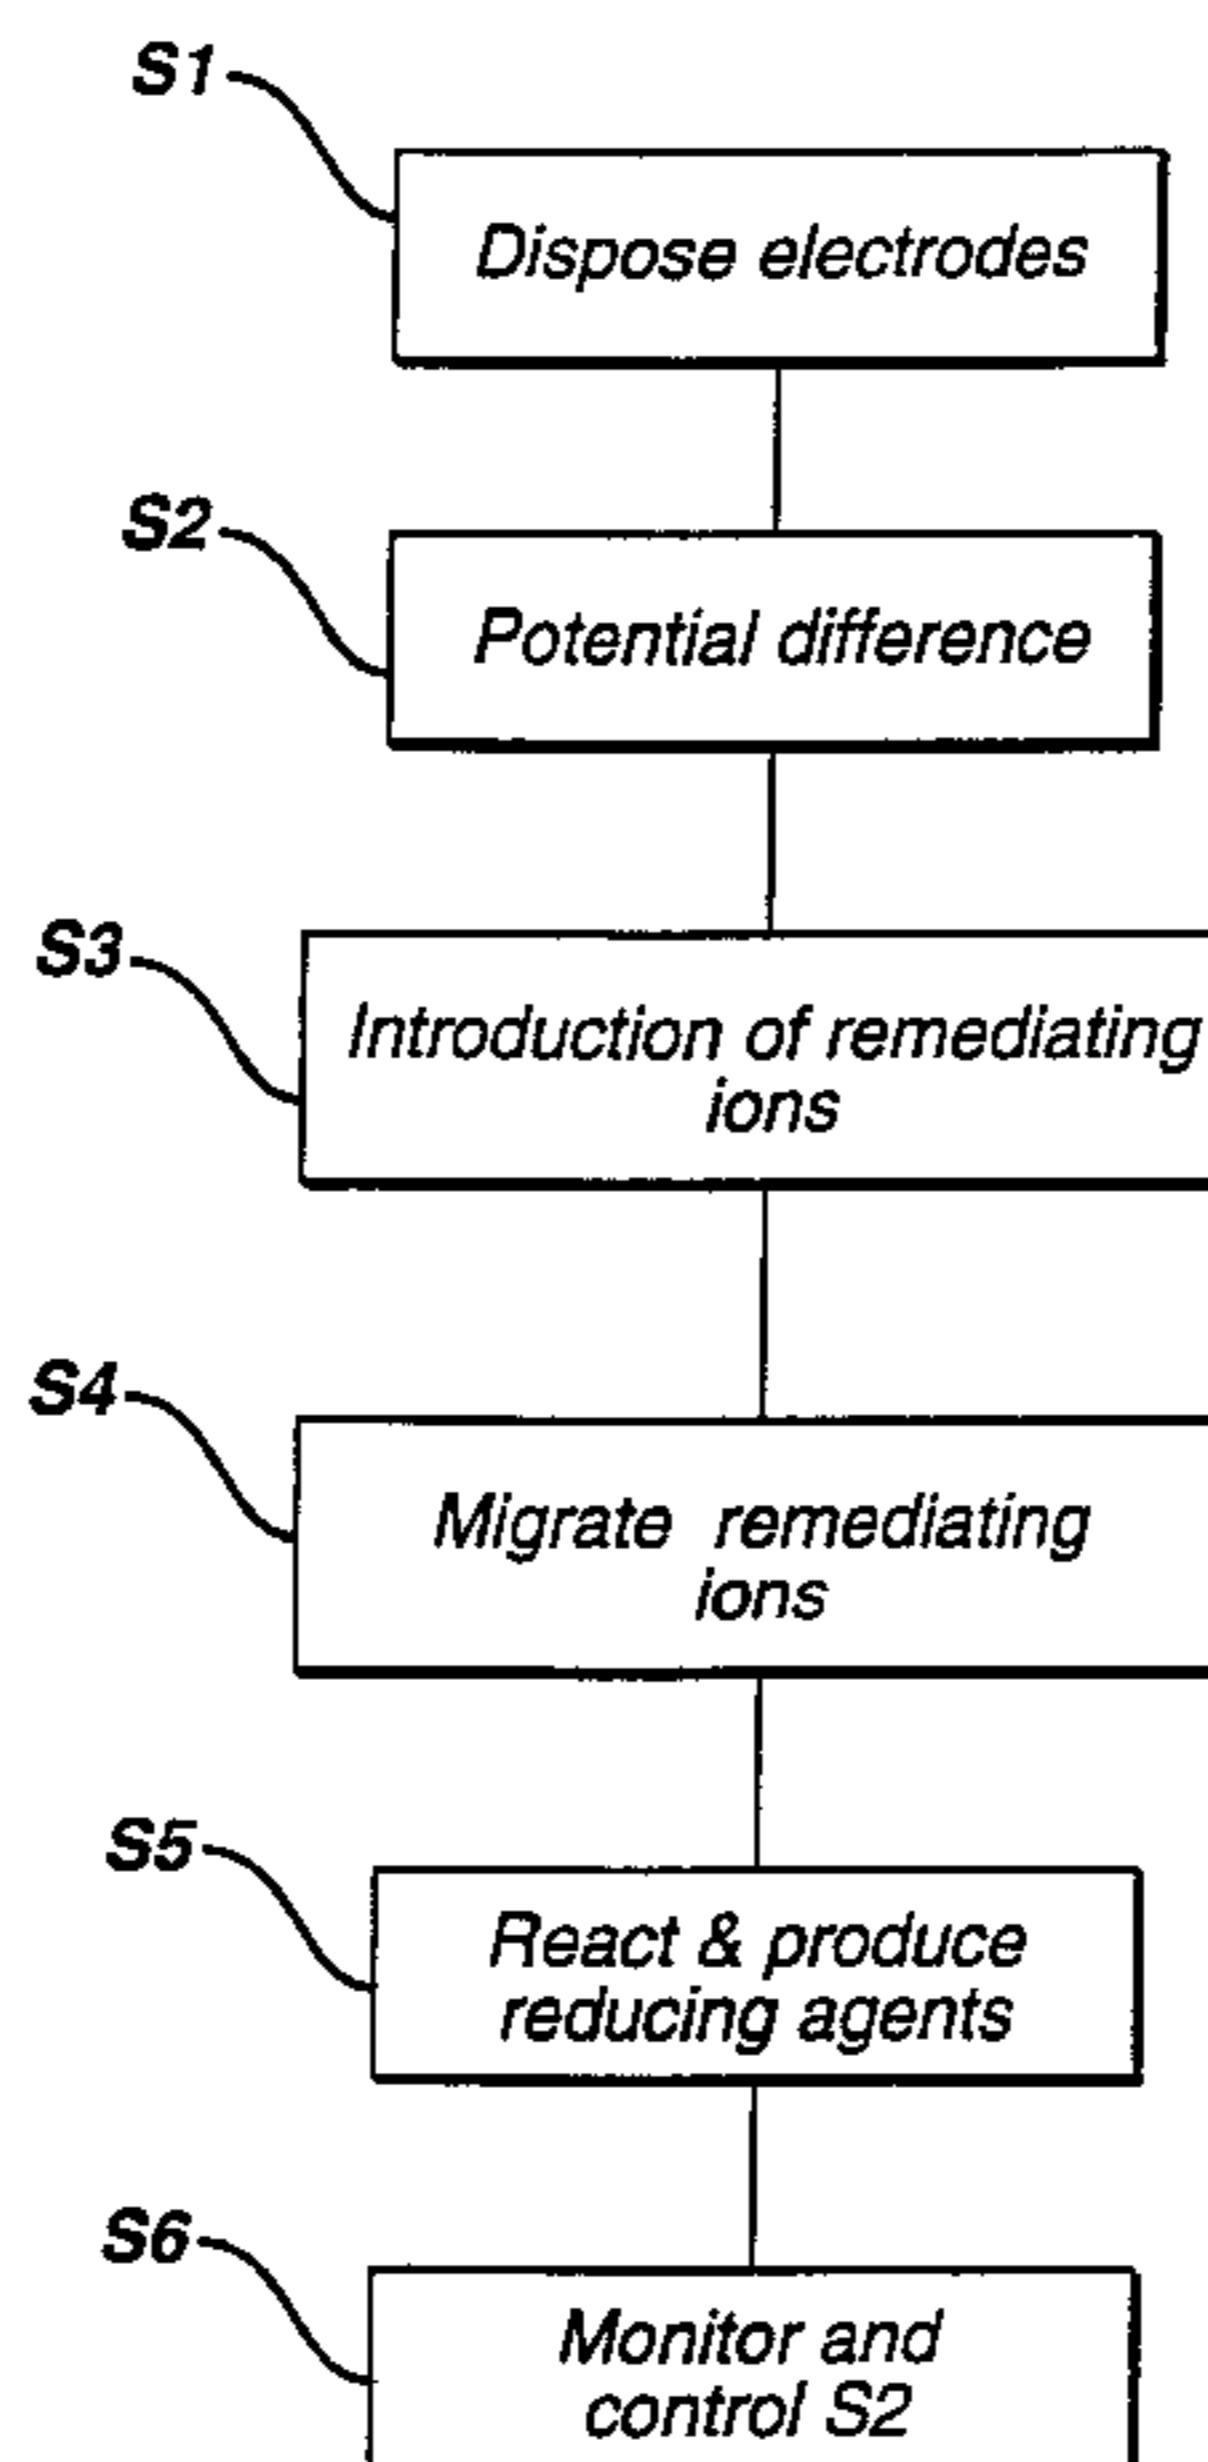 S1
Dispose electrodes
S2
Potential difference
S3
Introduction of remediating
ions
S4
Migrate remediating
ions
S5
React & produce
reducing agents
S6
Monitor and
control S2